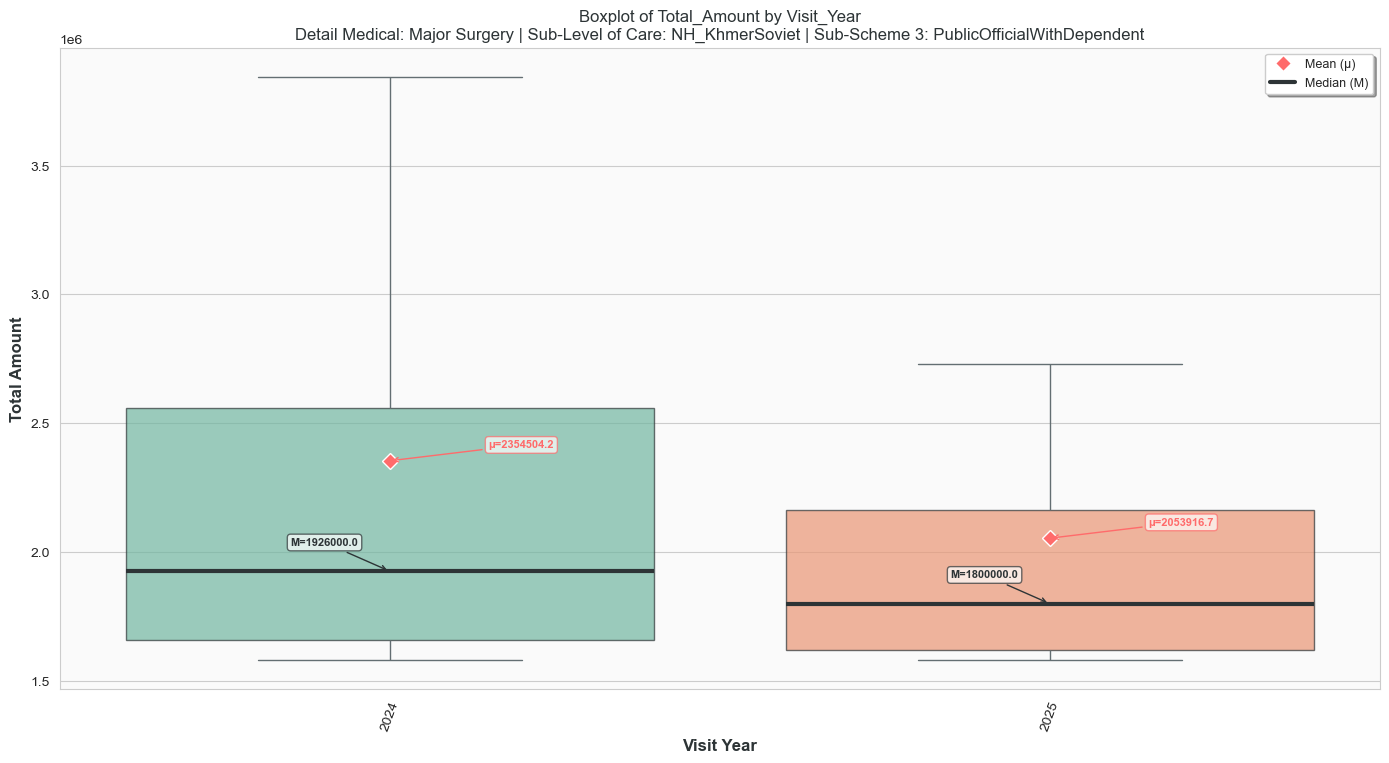 Boxplot of Total_Amount by Visit_Year
Detail Medical: Major Surgery | Sub-Level of Care: NH_KhmerSoviet | Sub-Scheme 3: PublicOfficialWithDependent
1e6
Mean (μ)
Median (M)
3.5
3.0
2.5
2.0
1.5
Total Amount
μ=2354504.2
M=1926000.0
μ=2053916.7
M=1800000.0
2024
2025
Visit Year